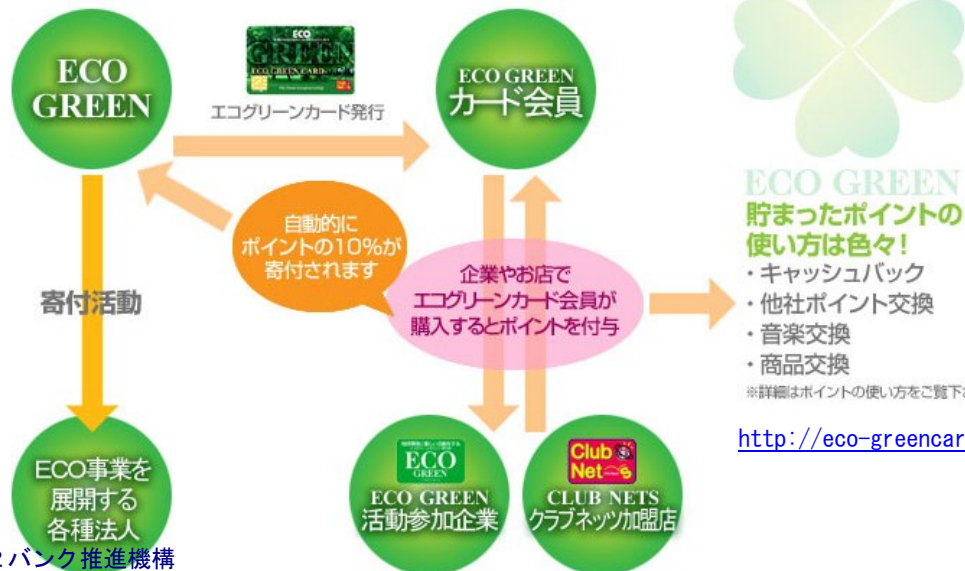 ECO
GREEN
ECO
GREEN
ECO GREEN CARD
エコグリーンカード発行
ECO GREEN
カード会員
自動的に
ポイントの10%が
寄付されます
企業やお店で
エコグリーンカード会員が
購入するとポイントを付与
寄付活動
ECO事業を
展開する
各種法人
バンク推進機構
ECO
GREEN
ECO GREEN
活動参加企業
Club
Net s
CLUB NETS
クラブネッツ加盟店
ECO GREEN
貯まったポイントの
使い方は色々!
・キャッシュバック
・他社ポイント交換
・音楽交換
・商品交換
※詳細はポイントの使い方をご覧下
http://eco-greencar